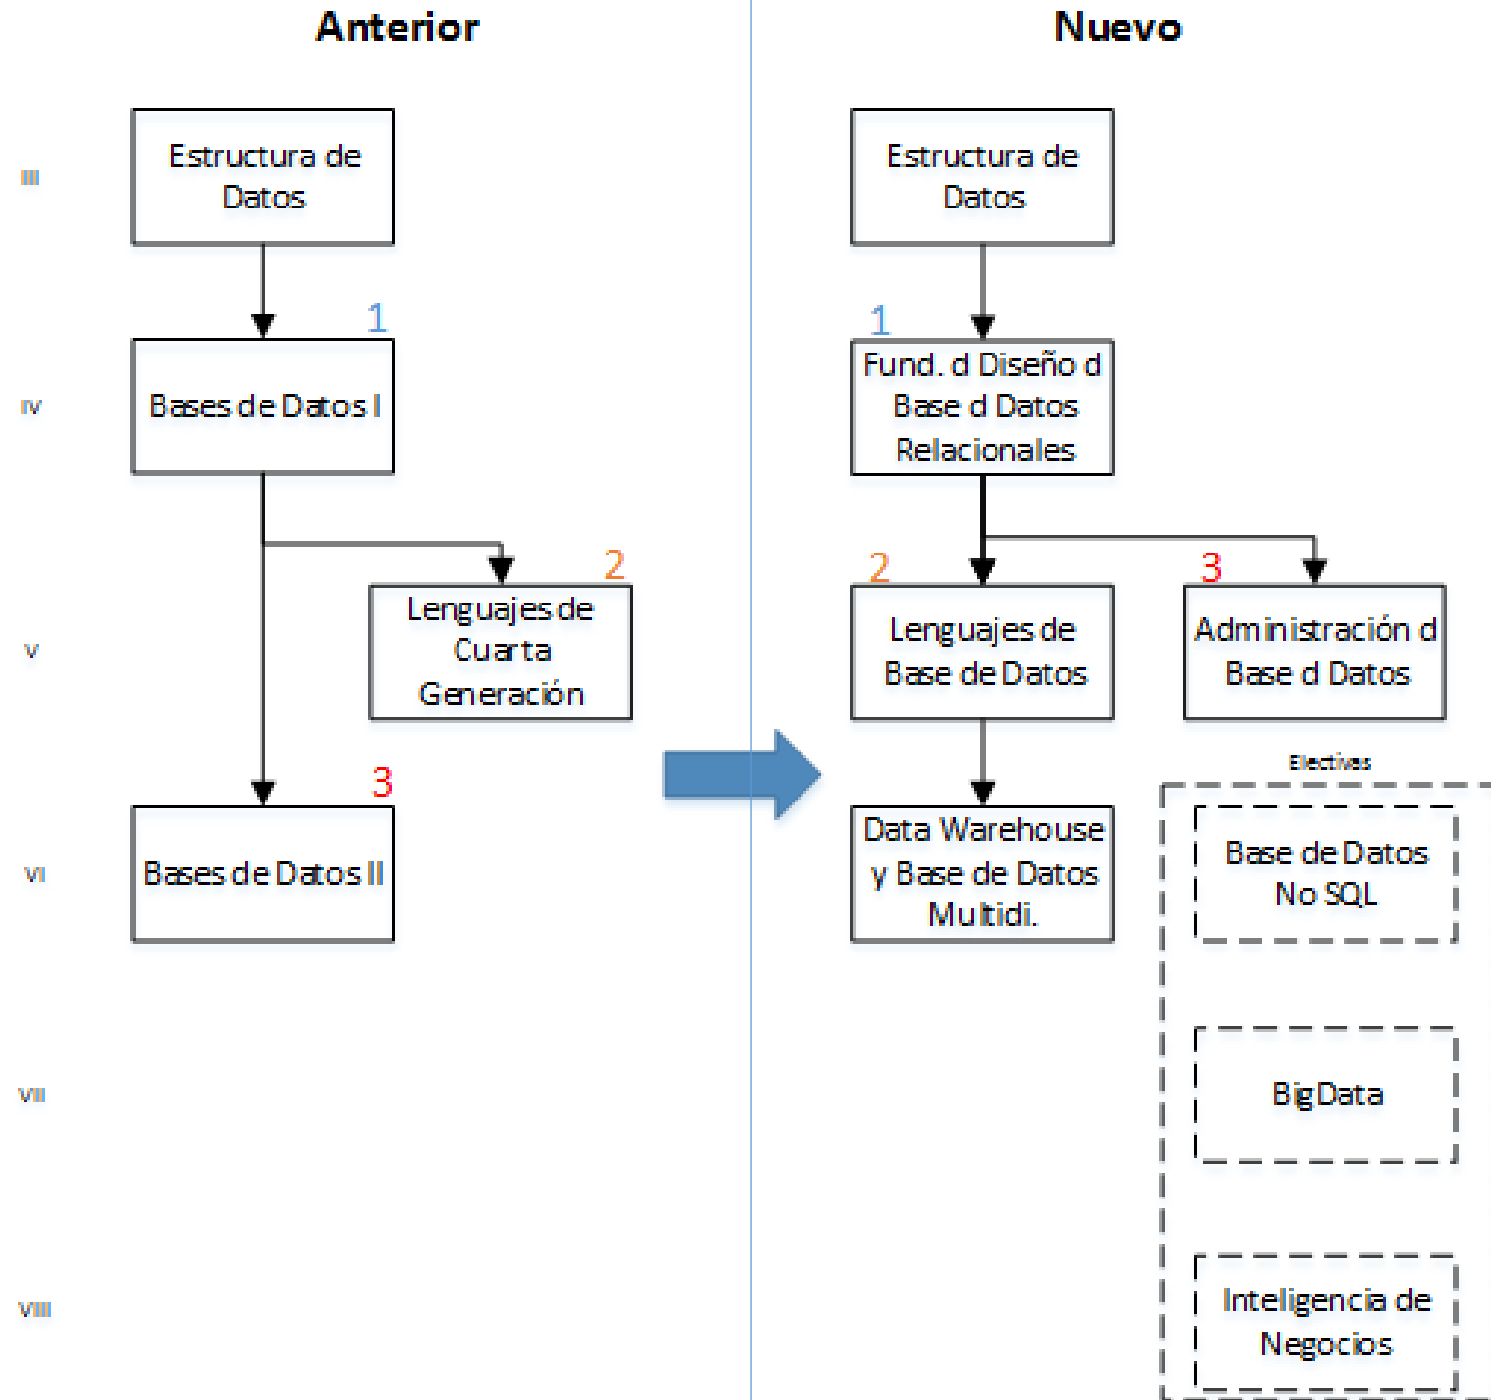 Anterior
Nuevo
III
Estructura de
Datos
Estructura de
Datos
1
1
IV
Bases de Datos I
Fund. d Diseño d
Base d Datos
Relacionales
2
2
3
V
Lenguajes de
Cuarta
Generación
Lenguajes de
Base de Datos
Administración d
Base d Datos
3
Electivas
VI
Bases de Datos II
Data Warehouse
y Base de Datos
Multidi.
Base de Datos
No SQL
VII
BigData
VIII
Inteligencia de
Negocios